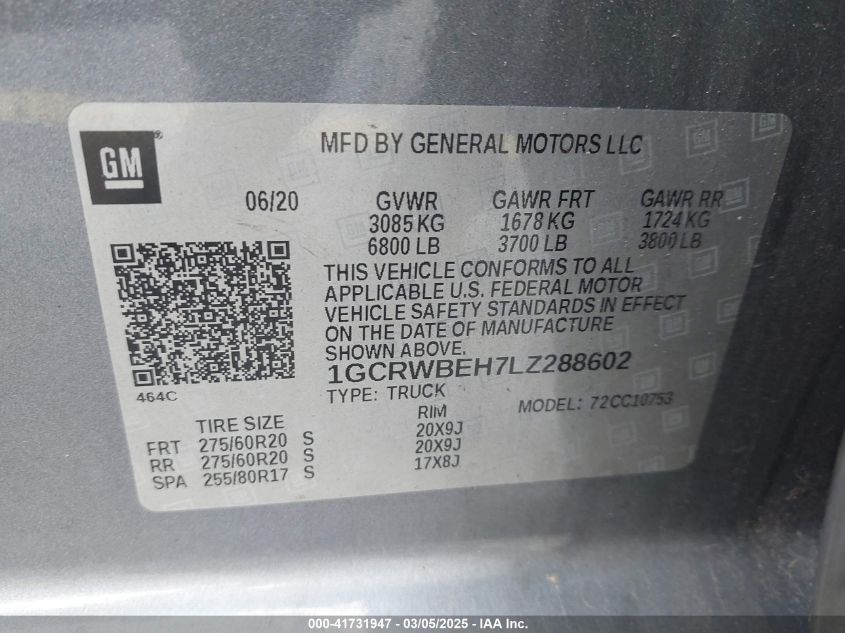 GM
MFD BY GENERAL MOTORS LLC
06/20 GVWR GAWR FRT GAWR RR
3085 KG 1678 KG 1724 KG
6800 LB 3700 LB 3800 LB
THIS VEHICLE CONFORMS TO ALL
APPLICABLE U.S. FEDERAL MOTOR
VEHICLE SAFETY STANDARDS IN EFFECT
ON THE DATE OF MANUFACTURE
SHOWN ABOVE.
1GCRWBEH7LZ288602
TYPE: TRUCK MODEL: 72CC10753
464C
TIRE SIZE RIM
FRT 275/60R20 S 20X9J
RR 275/60R20 S 20X9J
SPA 255/80R17 S 17X8J
000-41731947 - 03/05/2025 - IAA Inc.